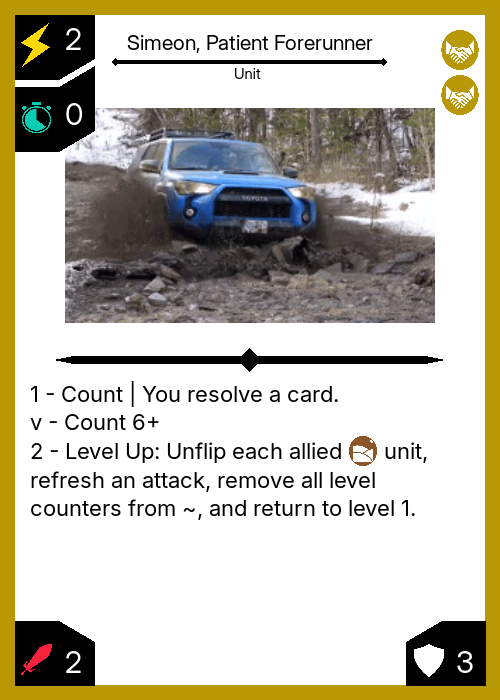 2
Simeon, Patient Forerunner
Unit
0
TOYOTA
1 - Count | You resolve a card.
v - Count 6+
2 - Level Up: Unflip each allied unit,
refresh an attack, remove all level
counters from ~, and return to level 1.
2
3